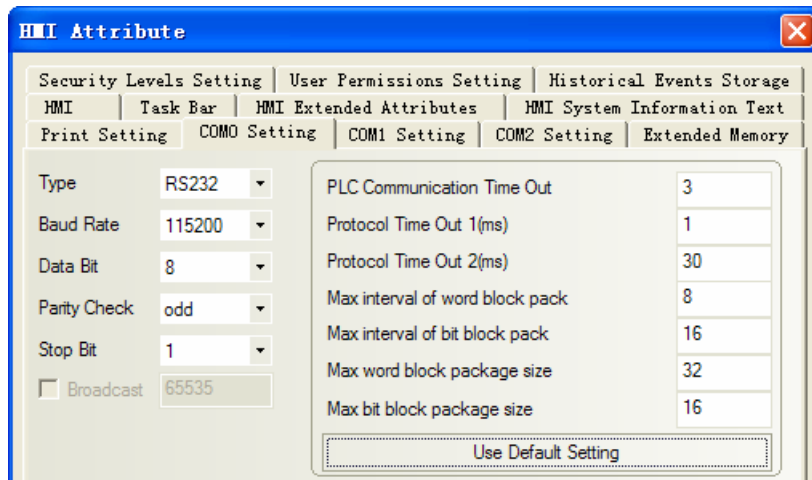 HMI Attribute
Security Levels Setting User Permissions Setting Historical Events Storage
HMI Task Bar HMI Extended Attributes HMI System Information Text
Print Setting COM0 Setting COM1 Setting COM2 Setting Extended Memory
Type RS232
Baud Rate 115200
Data Bit 8
Parity Check odd
Stop Bit 1
Broadcast 65535
PLC Communication Time Out 3
Protocol Time Out 1(ms) 1
Protocol Time Out 2(ms) 30
Max interval of word block pack 8
Max interval of bit block pack 16
Max word block package size 32
Max bit block package size 16
Use Default Setting